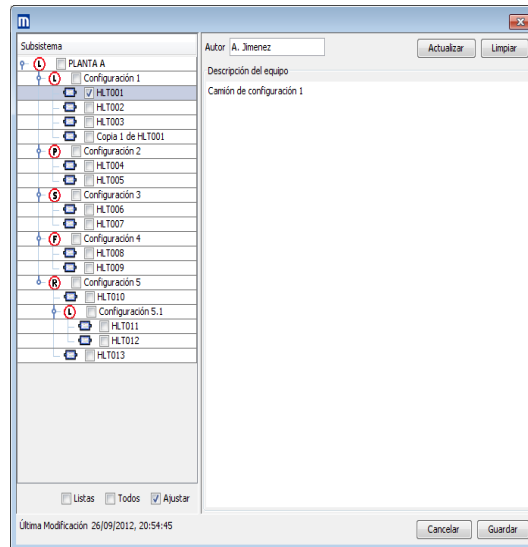 m
Subsistema
L PLANTA A
L Configuración 1
HLT001
HLT002
HLT003
Copia 1 de HLT001
P Configuración 2
HLT004
HLT005
S Configuración 3
HLT006
HLT007
F Configuración 4
HLT008
HLT009
R Configuración 5
HLT010
L Configuración 5.1
HLT011
HLT012
HLT013
Listas Todos Ajustar
Autor A. Jimenez Actualizar Limpiar
Descripción del equipo
Camión de configuración 1
Última Modificación 26/09/2012, 20:54:45
Cancelar Guardar